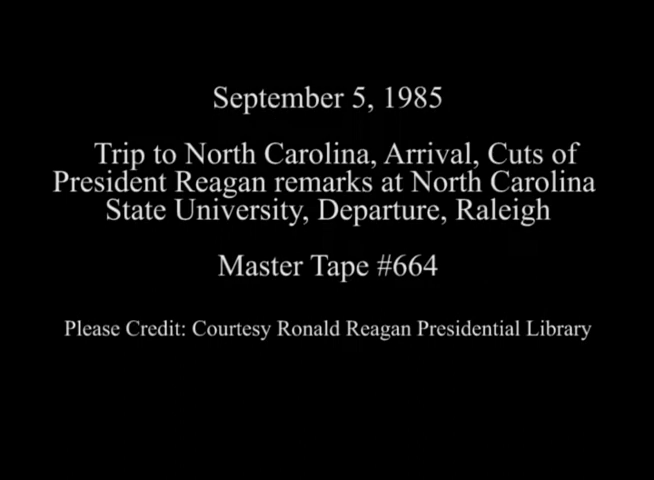 September 5, 1985
Trip to North Carolina, Arrival, Cuts of
President Reagan remarks at North Carolina
State University, Departure, Raleigh
Master Tape #664
Please Credit: Courtesy Ronald Reagan Presidential Library